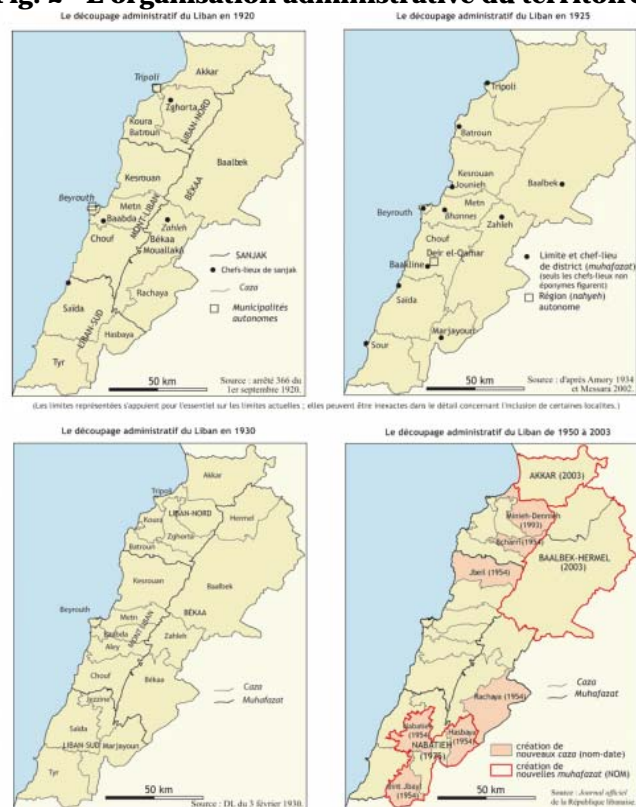 Fig. 2 - L'organisation administrative du territoire
Le découpage administratif du Liban en 1920
Akkar
Tripoli
Zghorta
Koura
Batroun
LIBAN-NORD
Baalbek
Kesrouan
BÉKAA
Beyrouth
Metn
MONT-LIBAN
Baabda
Zahleh
Chouf
Békaa
Mouallaka
Rachaya
Saïda
LIBAN-SUD
Hasbaya
Tyr
SANJAK
Chefs-lieux de sanjak
Caza
Municipalités
autonomes
50 km
Source : arrêté 366 du
1er septembre 1920.
Le découpage administratif du Liban en 1925
Tripoli
Batroun
Kesrouan
Jounieh
Baalbek
Beyrouth
Metn
Bhannes
Zahleh
Chouf
Deir el-Qamar
Baakline
Saïda
Marjayoun
Sour
Limite et chef-lieu
de district (muhafazat)
(seuls les chefs-lieux non
éponymes figurent)
Région (nahyeh)
autonome
50 km
Source : d'après Amory 1934
et Messara 2002.
(Les limites représentées s'appuient pour l'essentiel sur les limites actuelles ; elles peuvent être inexactes dans le détail concernant l'inclusion de certaines localites.)
Le découpage administratif du Liban en 1930
Akkar
Tripoli
LIBAN-NORD
Koura
Hermel
Zghorta
Batroun
Kesrouan
Baalbek
Beyrouth
BÉKAA
Metn
MONT LIBAN
Baabda
Zahleh
Aley
Chouf
Békaa
Jezzine
Saïda
LIBAN-SUD
Marjayoun
Tyr
Caza
Muhafazat
50 km
Source : DL du 3 février 1930.
Le découpage administratif du Liban de 1950 à 2003
AKKAR (2003)
Minieh-Dennieh
(1993)
Bcharri (1954)
BAALBEK-HERMEL
(2003)
Jbeil (1954)
Rachaya (1954)
Nabatieh
(1954)
Hasbaya
(1954)
NABATIEH
(1975)
Bint Jbayl
(1954)
Caza
Muhafazat
création de
nouveaux caza (nom-date)
création de
nouvelles muhafazat (NOM)
50 km
Source : Journal officiel
de la République libanaise